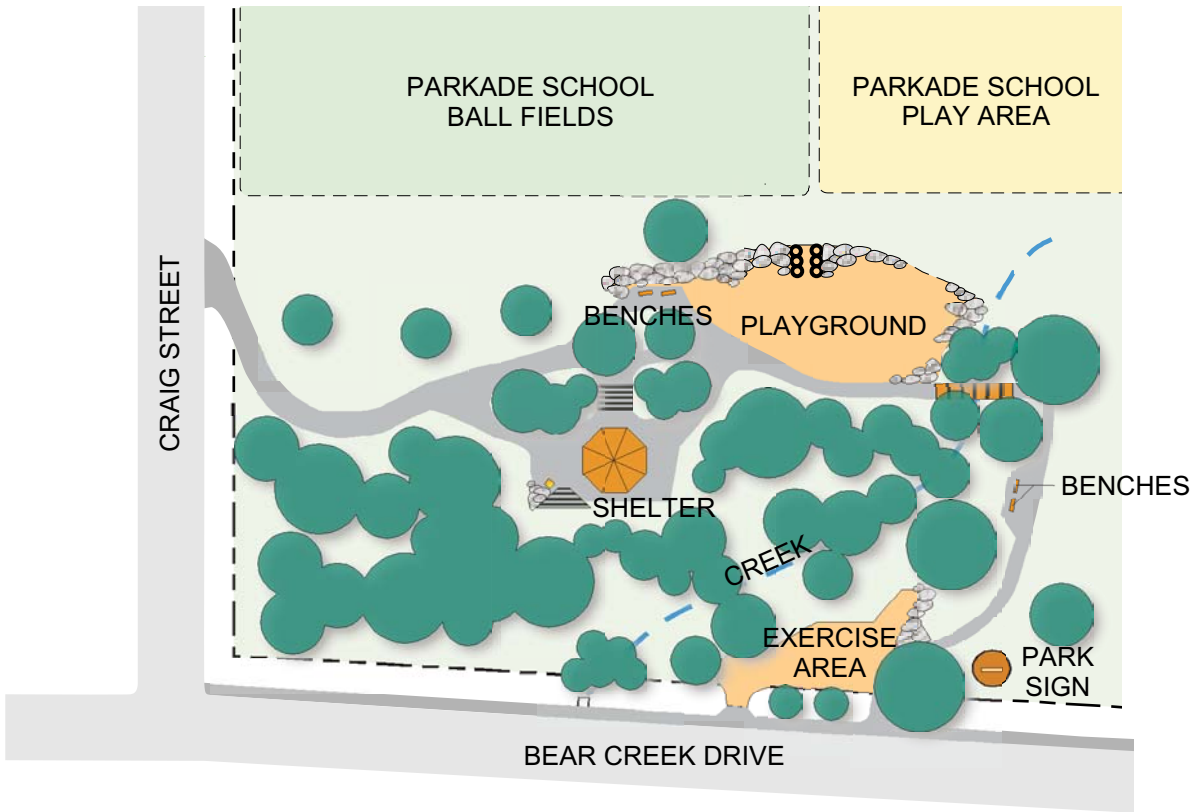 PARKADE SCHOOL
BALL FIELDS
PARKADE SCHOOL
PLAY AREA
CRAIG STREET
BENCHES
PLAYGROUND
BENCHES
SHELTER
CREEK
EXERCISE
AREA
PARK
SIGN
BEAR CREEK DRIVE